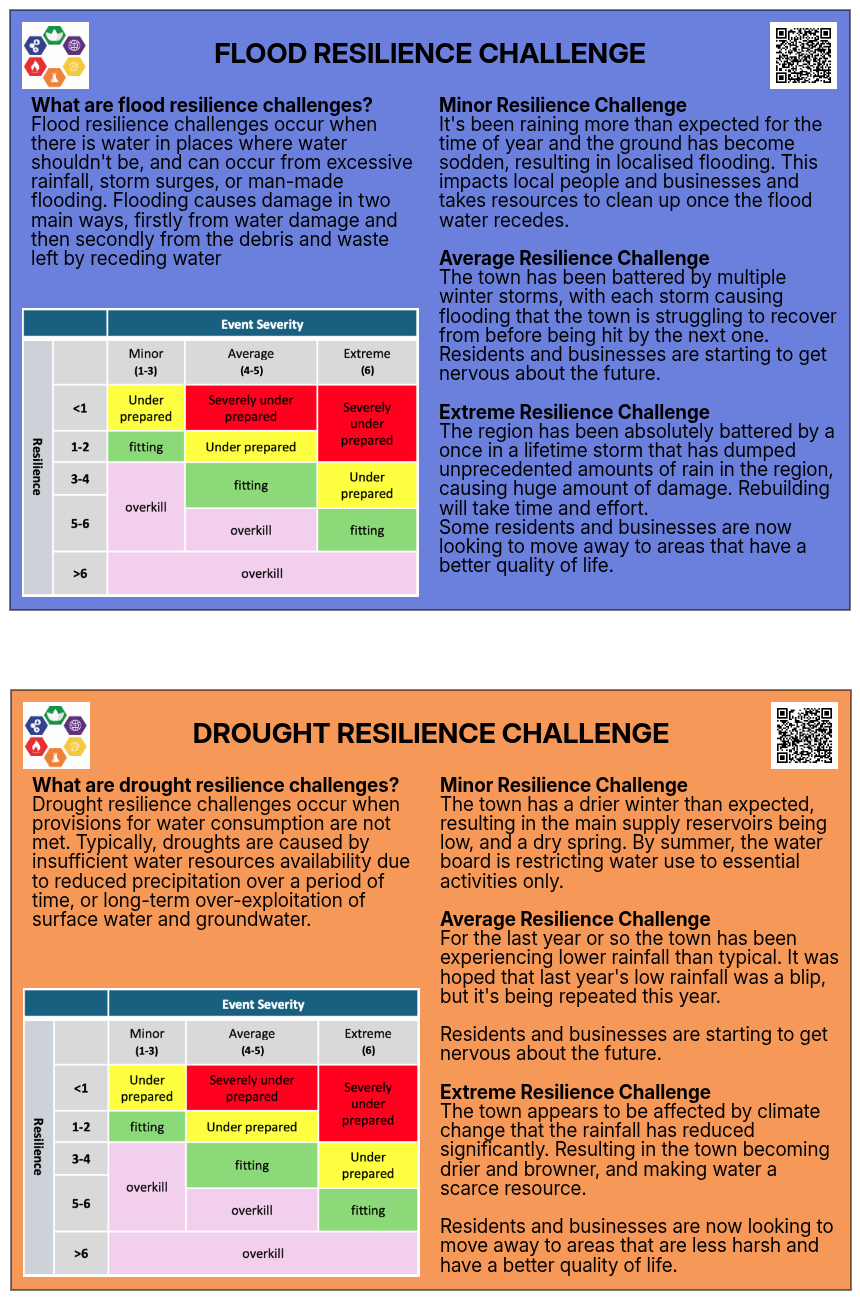 FLOOD RESILIENCE CHALLENGE
What are flood resilience challenges?
Flood resilience challenges occur when
there is water in places where water
shouldn't be, and can occur from excessive
rainfall, storm surges, or man-made
flooding. Flooding causes damage in two
main ways, firstly from water damage and
then secondly from the debris and waste
left by receding water
Event Severity
Minor Average Extreme
(1-3) (4-5) (6)
Resilience
<1
Under
prepared
Severely under
prepared
Severely
under
prepared
1-2
fitting
Under prepared
3-4
overkill
fitting
Under
prepared
5-6
overkill
fitting
>6
overkill
Minor Resilience Challenge
It's been raining more than expected for the
time of year and the ground has become
sodden, resulting in localised flooding. This
impacts local people and businesses and
takes resources to clean up once the flood
water recedes.
Average Resilience Challenge
The town has been battered by multiple
winter storms, with each storm causing
flooding that the town is struggling to recover
from before being hit by the next one.
Residents and businesses are starting to get
nervous about the future.
Extreme Resilience Challenge
The region has been absolutely battered by a
once in a lifetime storm that has dumped
unprecedented amounts of rain in the region,
causing huge amount of damage. Rebuilding
will take time and effort.
Some residents and businesses are now
looking to move away to areas that have a
better quality of life.
DROUGHT RESILIENCE CHALLENGE
What are drought resilience challenges?
Drought resilience challenges occur when
provisions for water consumption are not
met. Typically, droughts are caused by
insufficient water resources availability due
to reduced precipitation over a period of
time, or long-term over-exploitation of
surface water and groundwater.
Event Severity
Minor Average Extreme
(1-3) (4-5) (6)
Resilience
<1
Under
prepared
Severely under
prepared
Severely
under
prepared
1-2
fitting
Under prepared
3-4
overkill
fitting
Under
prepared
5-6
overkill
fitting
>6
overkill
Minor Resilience Challenge
The town has a drier winter than expected,
resulting in the main supply reservoirs being
low, and a dry spring. By summer, the water
board is restricting water use to essential
activities only.
Average Resilience Challenge
For the last year or so the town has been
experiencing lower rainfall than typical. It was
hoped that last year's low rainfall was a blip,
but it's being repeated this year.
Residents and businesses are starting to get
nervous about the future.
Extreme Resilience Challenge
The town appears to be affected by climate
change that the rainfall has reduced
significantly. Resulting in the town becoming
drier and browner, and making water a
scarce resource.
Residents and businesses are now looking to
move away to areas that are less harsh and
have a better quality of life.